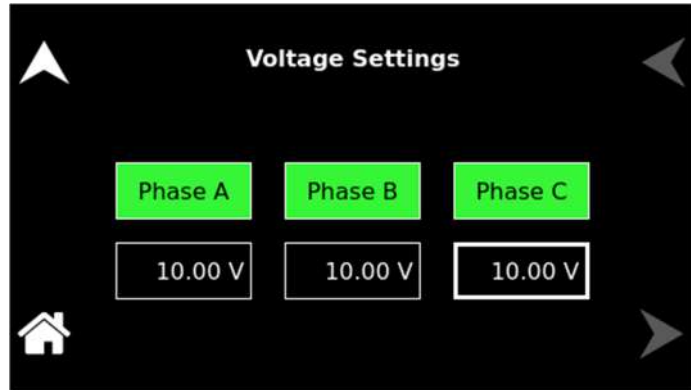 Voltage Settings
Phase A Phase B Phase C
10.00 V 10.00 V 10.00 V